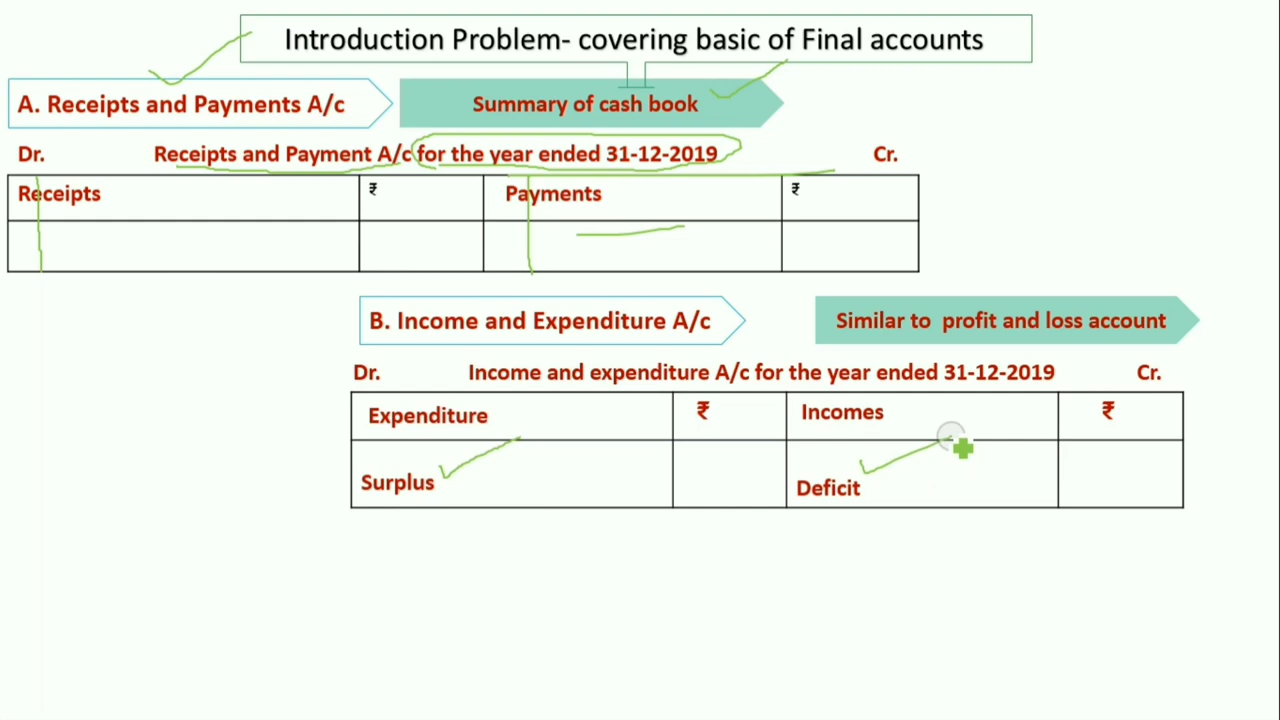 Introduction Problem- covering basic of Final accounts
A. Receipts and Payments A/c
Summary of cash book
Dr. Receipts and Payment A/c for the year ended 31-12-2019 Cr.
Receipts ₹ Payments ₹
B. Income and Expenditure A/c
Similar to profit and loss account
Dr. Income and expenditure A/c for the year ended 31-12-2019 Cr.
Expenditure ₹ Incomes ₹
Surplus Deficit